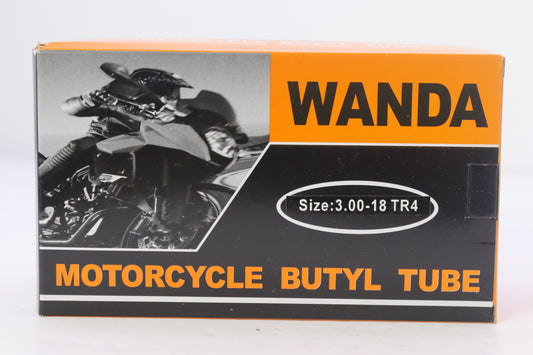 WANDA
Size:3.00-18 TR4
MOTORCYCLE BUTYL TUBE